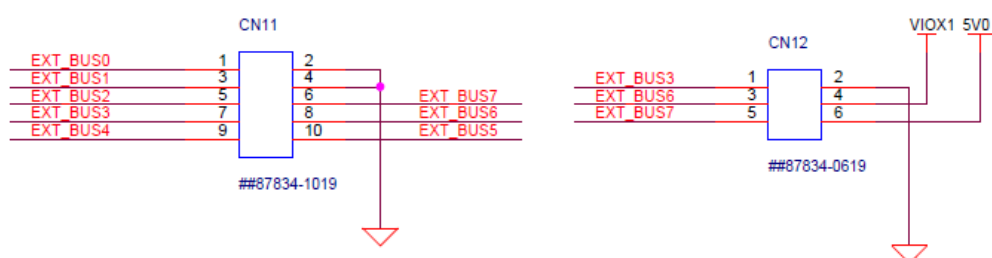 CN11
EXT_BUS0 1 2
EXT_BUS1 3 4
EXT_BUS2 5 6 EXT_BUS7
EXT_BUS3 7 8 EXT_BUS6
EXT_BUS4 9 10 EXT_BUS5
##87834-1019
VIOX1 5V0
CN12
EXT_BUS3 1 2
EXT_BUS6 3 4
EXT_BUS7 5 6
##87834-0619